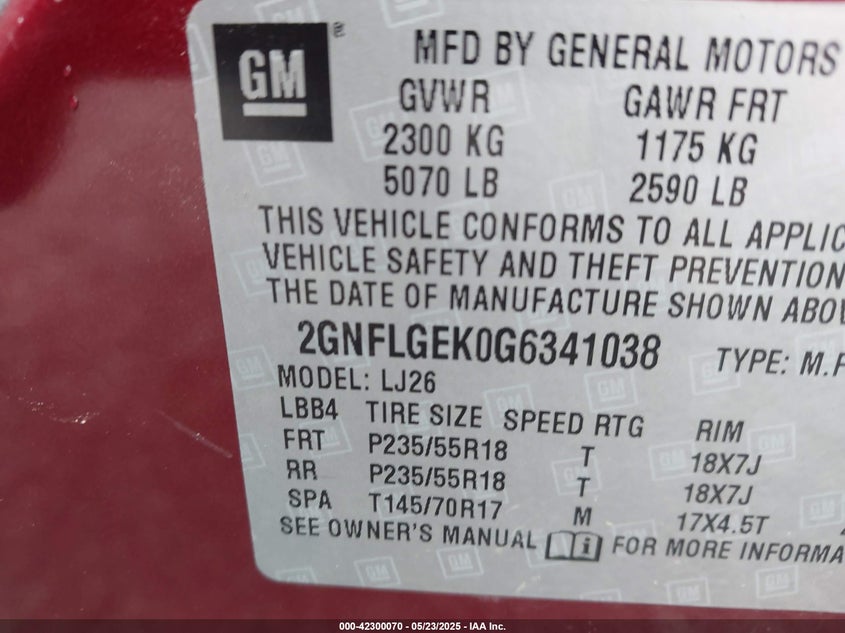 GM
®
MFD BY GENERAL MOTORS
GVWR GAWR FRT
2300 KG 1175 KG
5070 LB 2590 LB
THIS VEHICLE CONFORMS TO ALL APPLIC
VEHICLE SAFETY AND THEFT PREVENTION
THE DATE OF MANUFACTURE SHOWN ABOV
2GNFLGEK0G6341038 TYPE: M.P
MODEL: LJ26
LBB4 TIRE SIZE SPEED RTG RIM
FRT P235/55R18 T 18X7J
RR P235/55R18 T 18X7J
SPA T145/70R17 M 17X4.5T
SEE OWNER'S MANUAL FOR MORE INFORMA
000-42300070 - 05/23/2025 - IAA Inc.